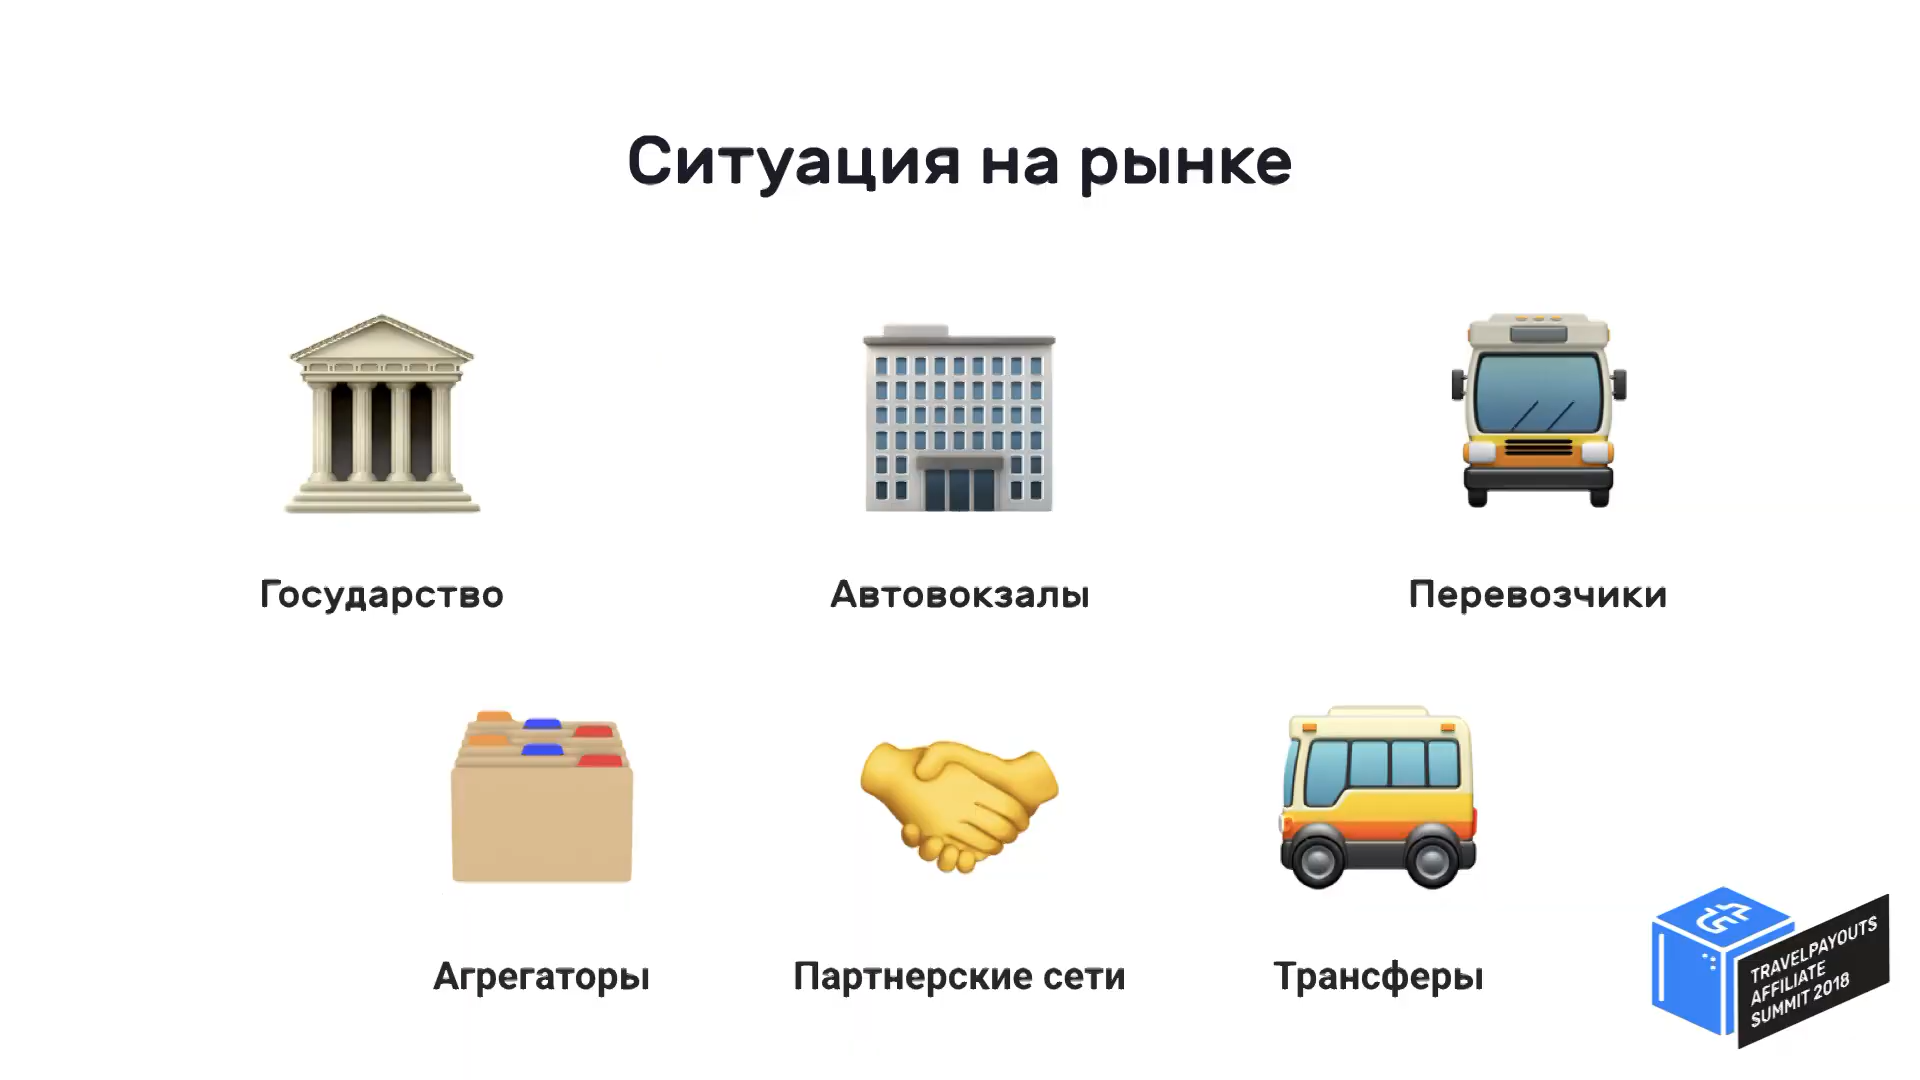 Ситуация на рынке
Государство
Автовокзалы
Перевозчики
Агрегаторы
Партнерские сети
Трансферы
TRAVELPAYOUTS
AFFILIATE
SUMMIT 2018